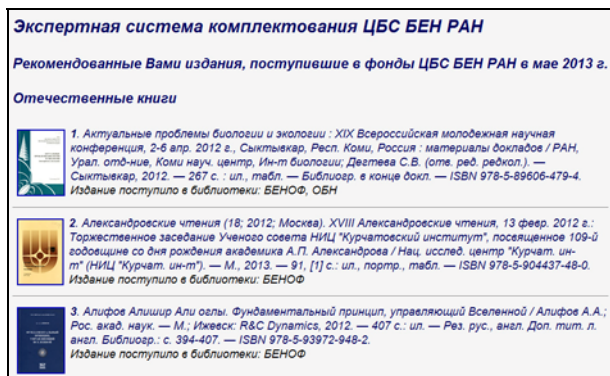 Экспертная система комплектования ЦБС БЕН РАН
Рекомендованные Вами издания, поступившие в фонды ЦБС БЕН РАН в мае 2013 г.
Отечественные книги
1. Актуальные проблемы биологии и экологии : XIX Всероссийская молодежная научная
конференция, 2-6 апр. 2012 г., Сыктывкар, Респ. Коми, Россия : материалы докладов / РАН,
Урал. отд-ние, Коми науч. центр, Ин-т биологии; Дегтева С.В. (отв. ред. редкол.). —
Сыктывкар, 2012. — 267 с. : ил., табл. — Библиогр. в конце докл. — ISBN 978-5-89606-479-4.
Издание поступило в библиотеки: БЕНОФ, ОБН
2. Александровские чтения (18; 2012; Москва). XVIII Александровские чтения, 13 февр. 2012 г.:
Торжественное заседание Ученого совета НИЦ "Курчатовский институт", посвященное 109-й
годовщине со дня рождения академика А.П. Александрова / Нац. исслед. центр "Курчат. ин-
т" (НИЦ "Курчат. ин-т"). — М., 2013. — 91, [1] с.: ил., портр., табл. — ISBN 978-5-904437-48-0.
Издание поступило в библиотеки: БЕНОФ
3. Алифов Алишир Али оглы. Фундаментальный принцип, управляющий Вселенной / Алифов А.А.;
Рос. акад. наук. — М.; Ижевск: R&C Dynamics, 2012. — 407 с.: ил. — Рез. рус., англ. Доп. тит. л.
англ. Библиогр.: с. 394-407. — ISBN 978-5-93972-948-2.
Издание поступило в библиотеки: БЕНОФ